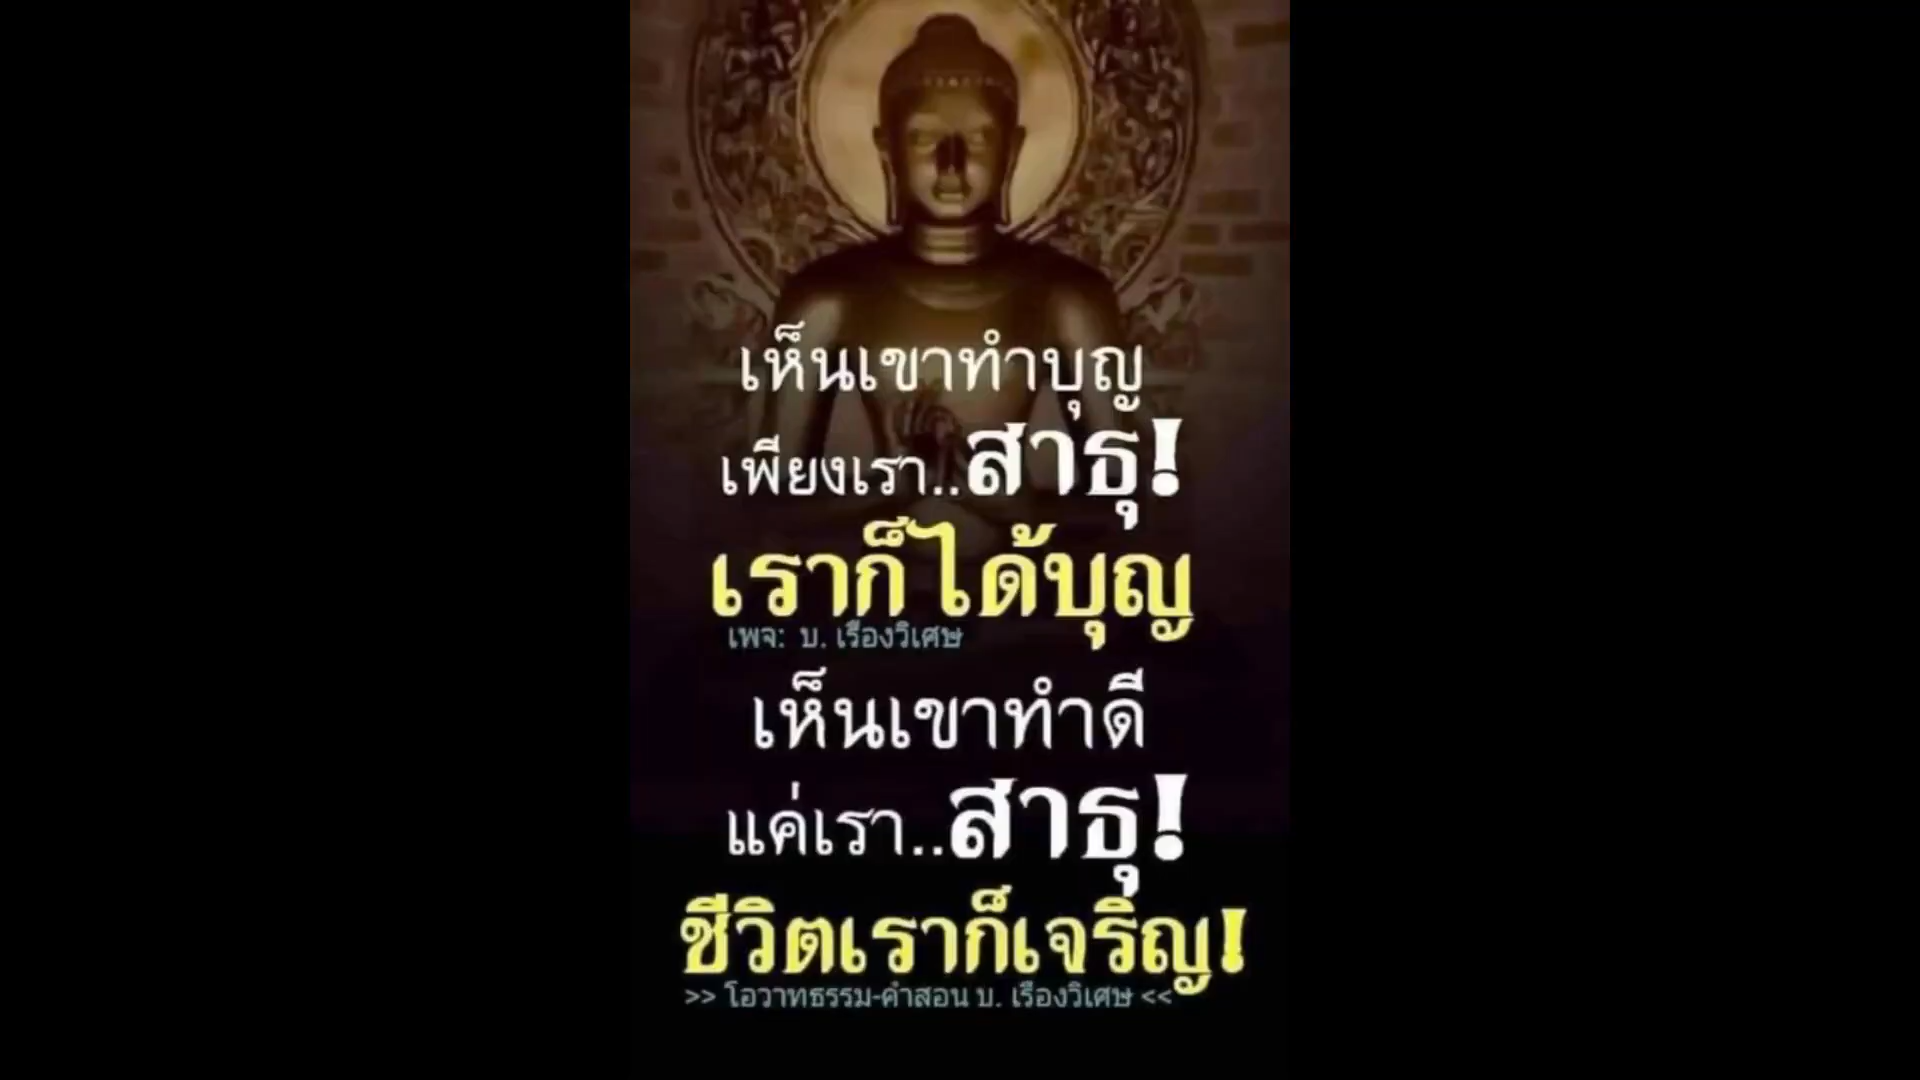 เห็นเขาทำบุญ
เพียงเรา..สาธุ!
เราก็ได้บุญ
เพจ: บ. เรืองวิเศษ
เห็นเขาทำดี
แค่เรา..สาธุ!
ชีวิตเราก็เจริญ!
>> โอวาทธรรม-คำสอน บ. เรืองวิเศษ <<